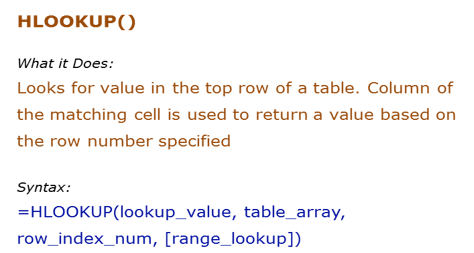 HLOOKUP()
What it Does:
Looks for value in the top row of a table. Column of
the matching cell is used to return a value based on
the row number specified
Syntax:
=HLOOKUP(lookup_value, table_array,
row_index_num, [range_lookup])